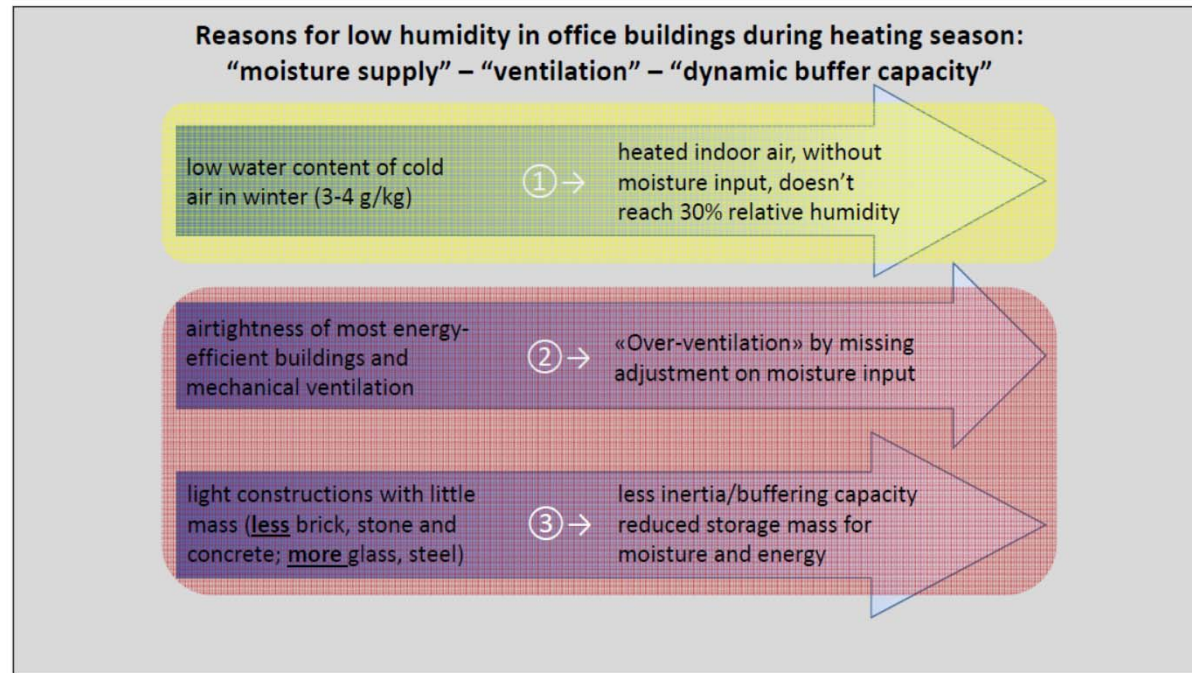 Reasons for low humidity in office buildings during heating season:
“moisture supply” – “ventilation” – “dynamic buffer capacity”
low water content of cold
air in winter (3-4 g/kg)
① →
heated indoor air, without
moisture input, doesn’t
reach 30% relative humidity
airtightness of most energy-
efficient buildings and
mechanical ventilation
② →
«Over-ventilation» by missing
adjustment on moisture input
light constructions with little
mass (less brick, stone and
concrete; more glass, steel)
③ →
less inertia/buffering capacity
reduced storage mass for
moisture and energy